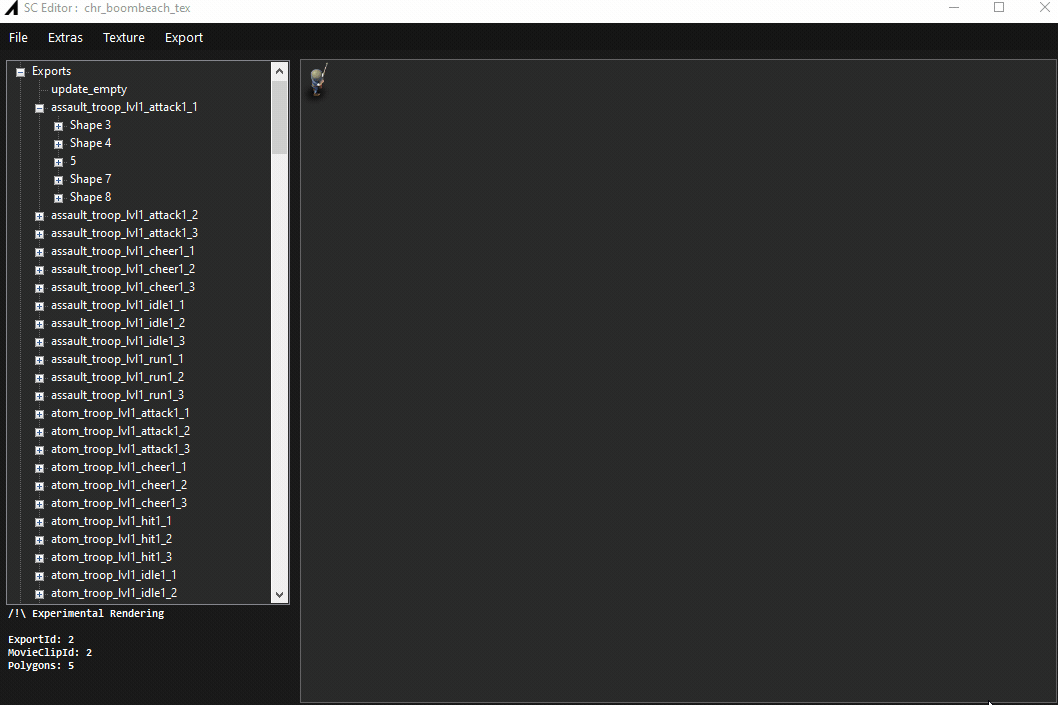 SC Editor : chr_boombeach_tex
File Extras Texture Export
Exports
update_empty
assault_troop_lvl1_attack1_1
Shape 3
Shape 4
5
Shape 7
Shape 8
assault_troop_lvl1_attack1_2
assault_troop_lvl1_attack1_3
assault_troop_lvl1_cheer1_1
assault_troop_lvl1_cheer1_2
assault_troop_lvl1_cheer1_3
assault_troop_lvl1_idle1_1
assault_troop_lvl1_idle1_2
assault_troop_lvl1_idle1_3
assault_troop_lvl1_run1_1
assault_troop_lvl1_run1_2
assault_troop_lvl1_run1_3
atom_troop_lvl1_attack1_1
atom_troop_lvl1_attack1_2
atom_troop_lvl1_attack1_3
atom_troop_lvl1_cheer1_1
atom_troop_lvl1_cheer1_2
atom_troop_lvl1_cheer1_3
atom_troop_lvl1_hit1_1
atom_troop_lvl1_hit1_2
atom_troop_lvl1_hit1_3
atom_troop_lvl1_idle1_1
atom_troop_lvl1_idle1_2
/!\ Experimental Rendering
ExportId: 2
MovieClipId: 2
Polygons: 5